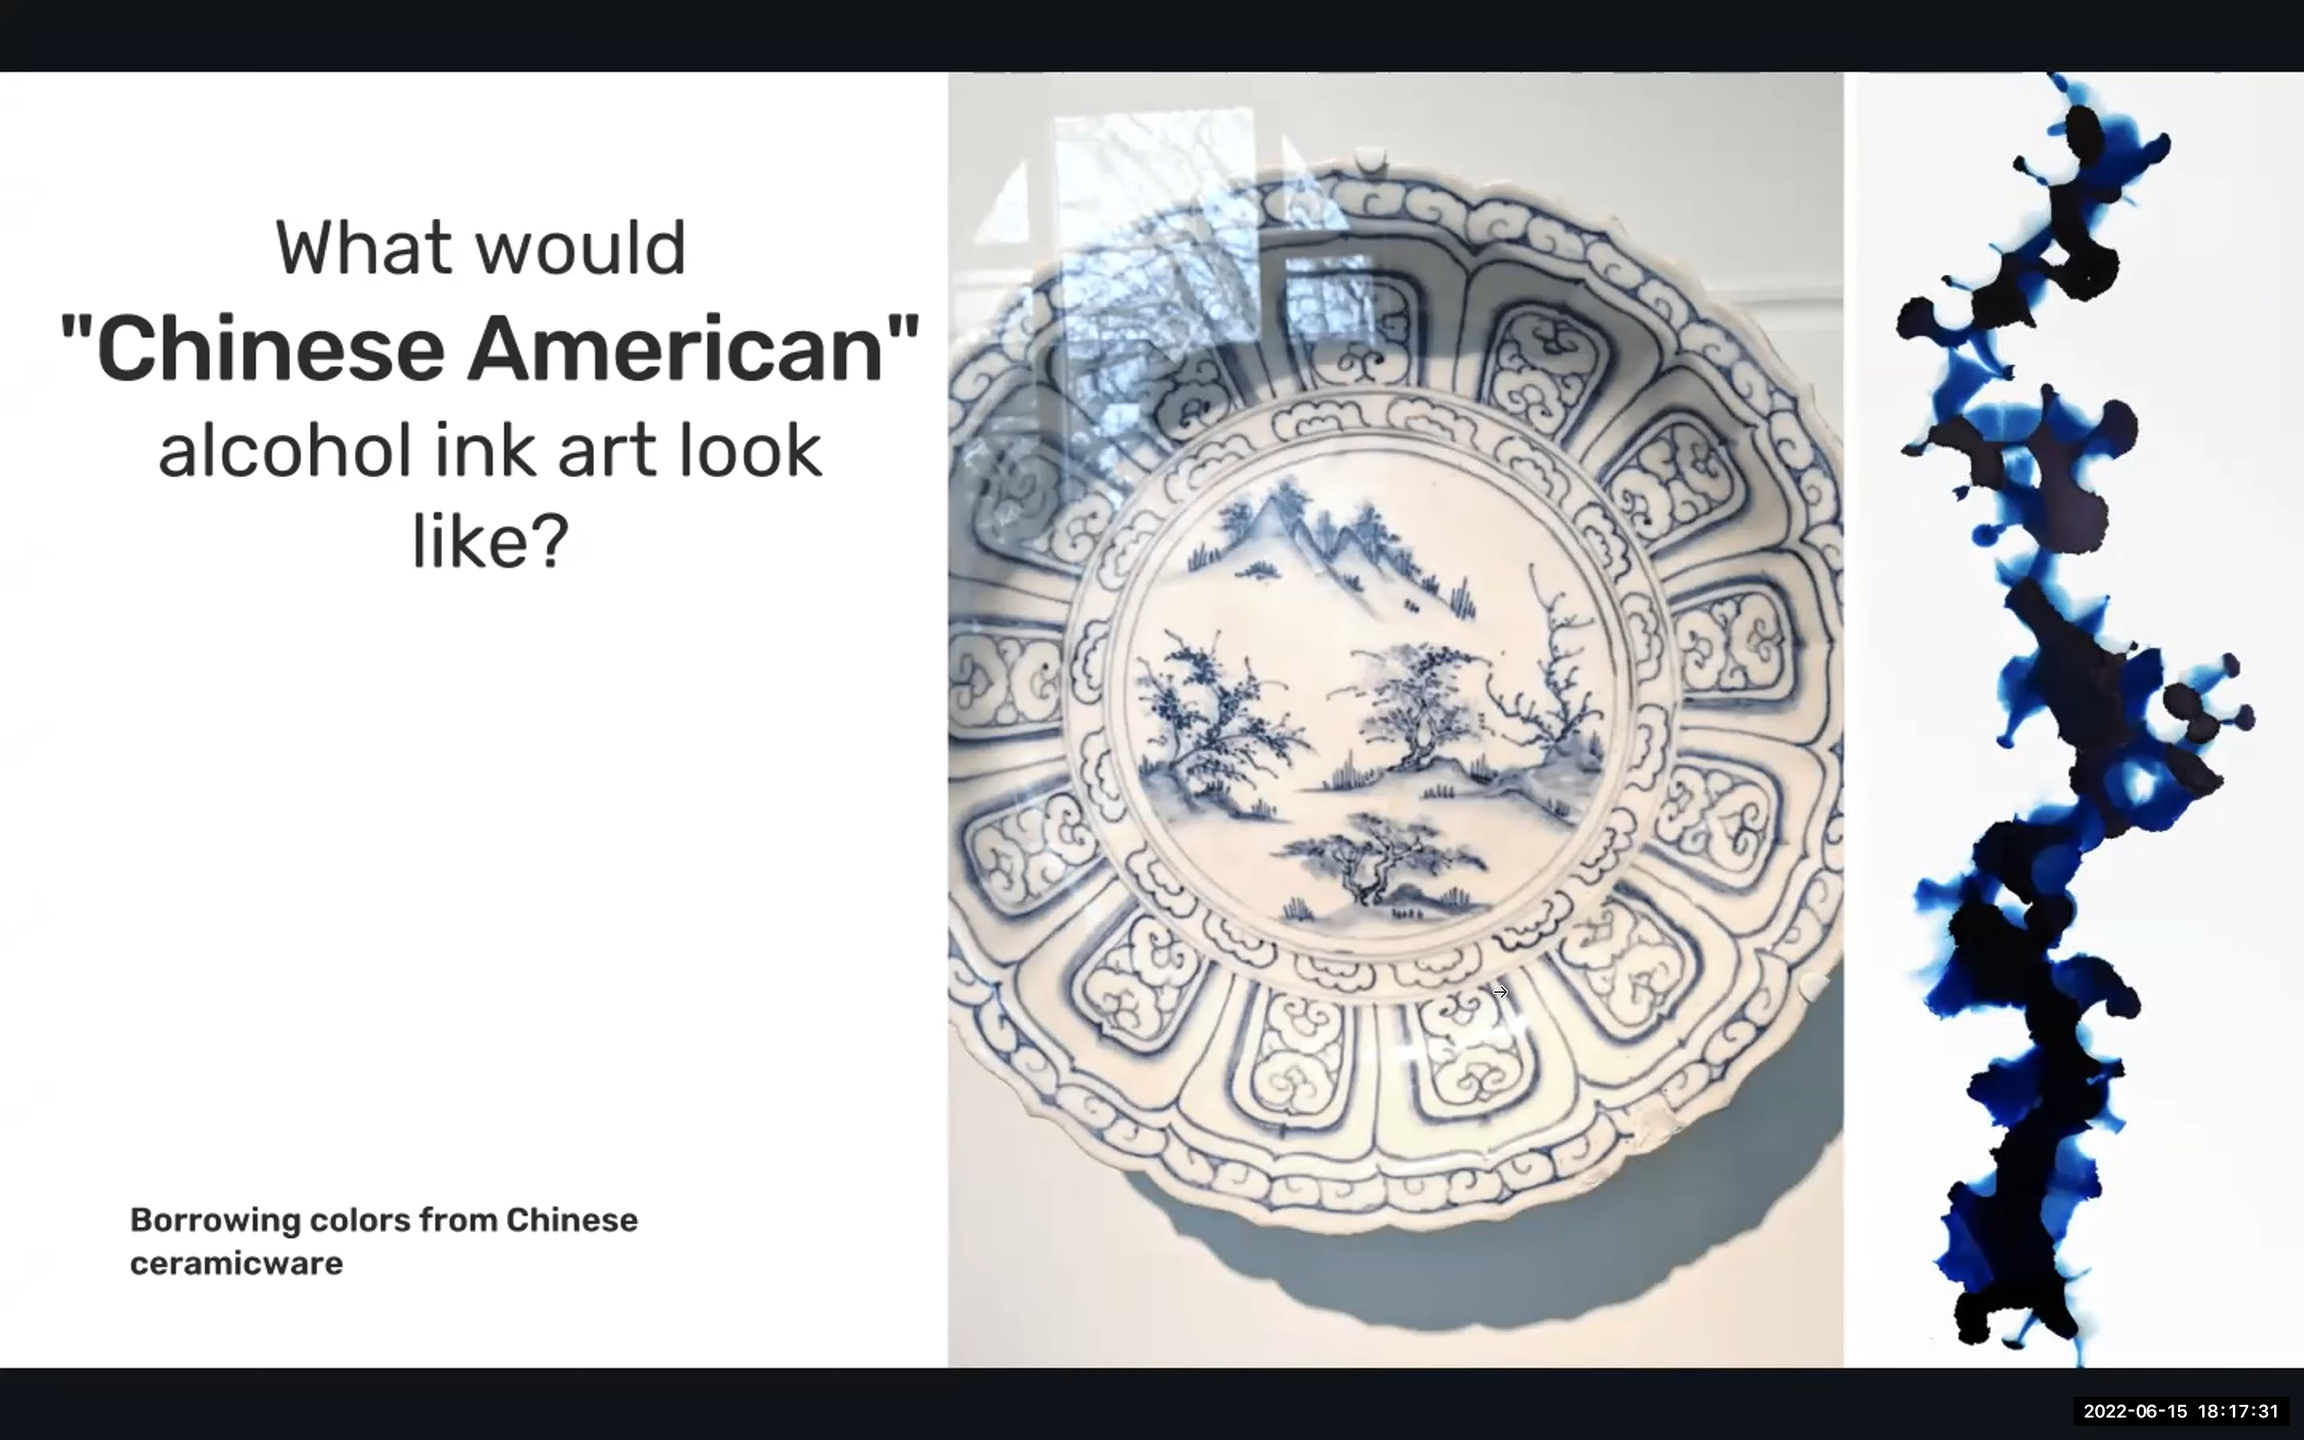 What would
"Chinese American"
alcohol ink art look
like?
Borrowing colors from Chinese
ceramicware
2022-06-15 18:17:31